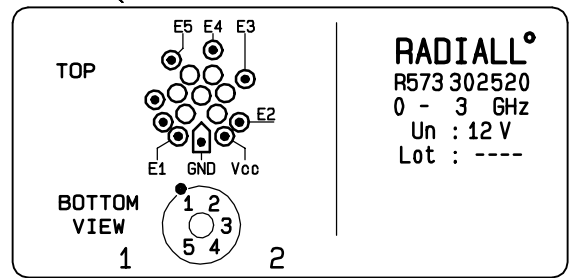 E5 E4 E3
TOP
E2
E1 GND Vcc
BOTTOM
VIEW
1 2
3
5 4
1 2
RADIALL°
R573 302520
0 - 3 GHz
Un : 12 V
Lot : ----